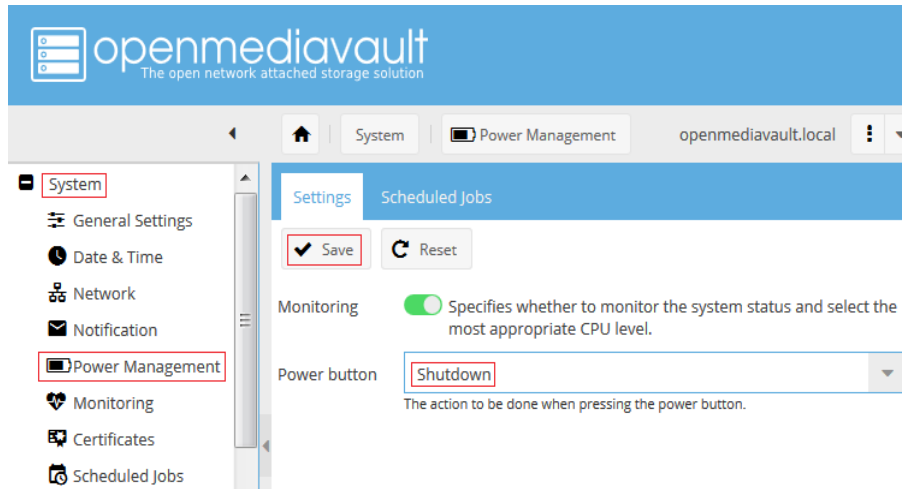 openmediavault
The open network attached storage solution
System
Power Management
openmediavault.local
System
General Settings
Date & Time
Network
Notification
Power Management
Monitoring
Certificates
Scheduled Jobs
Settings
Scheduled Jobs
Save
Reset
Monitoring
Specifies whether to monitor the system status and select the
most appropriate CPU level.
Power button
Shutdown
The action to be done when pressing the power button.